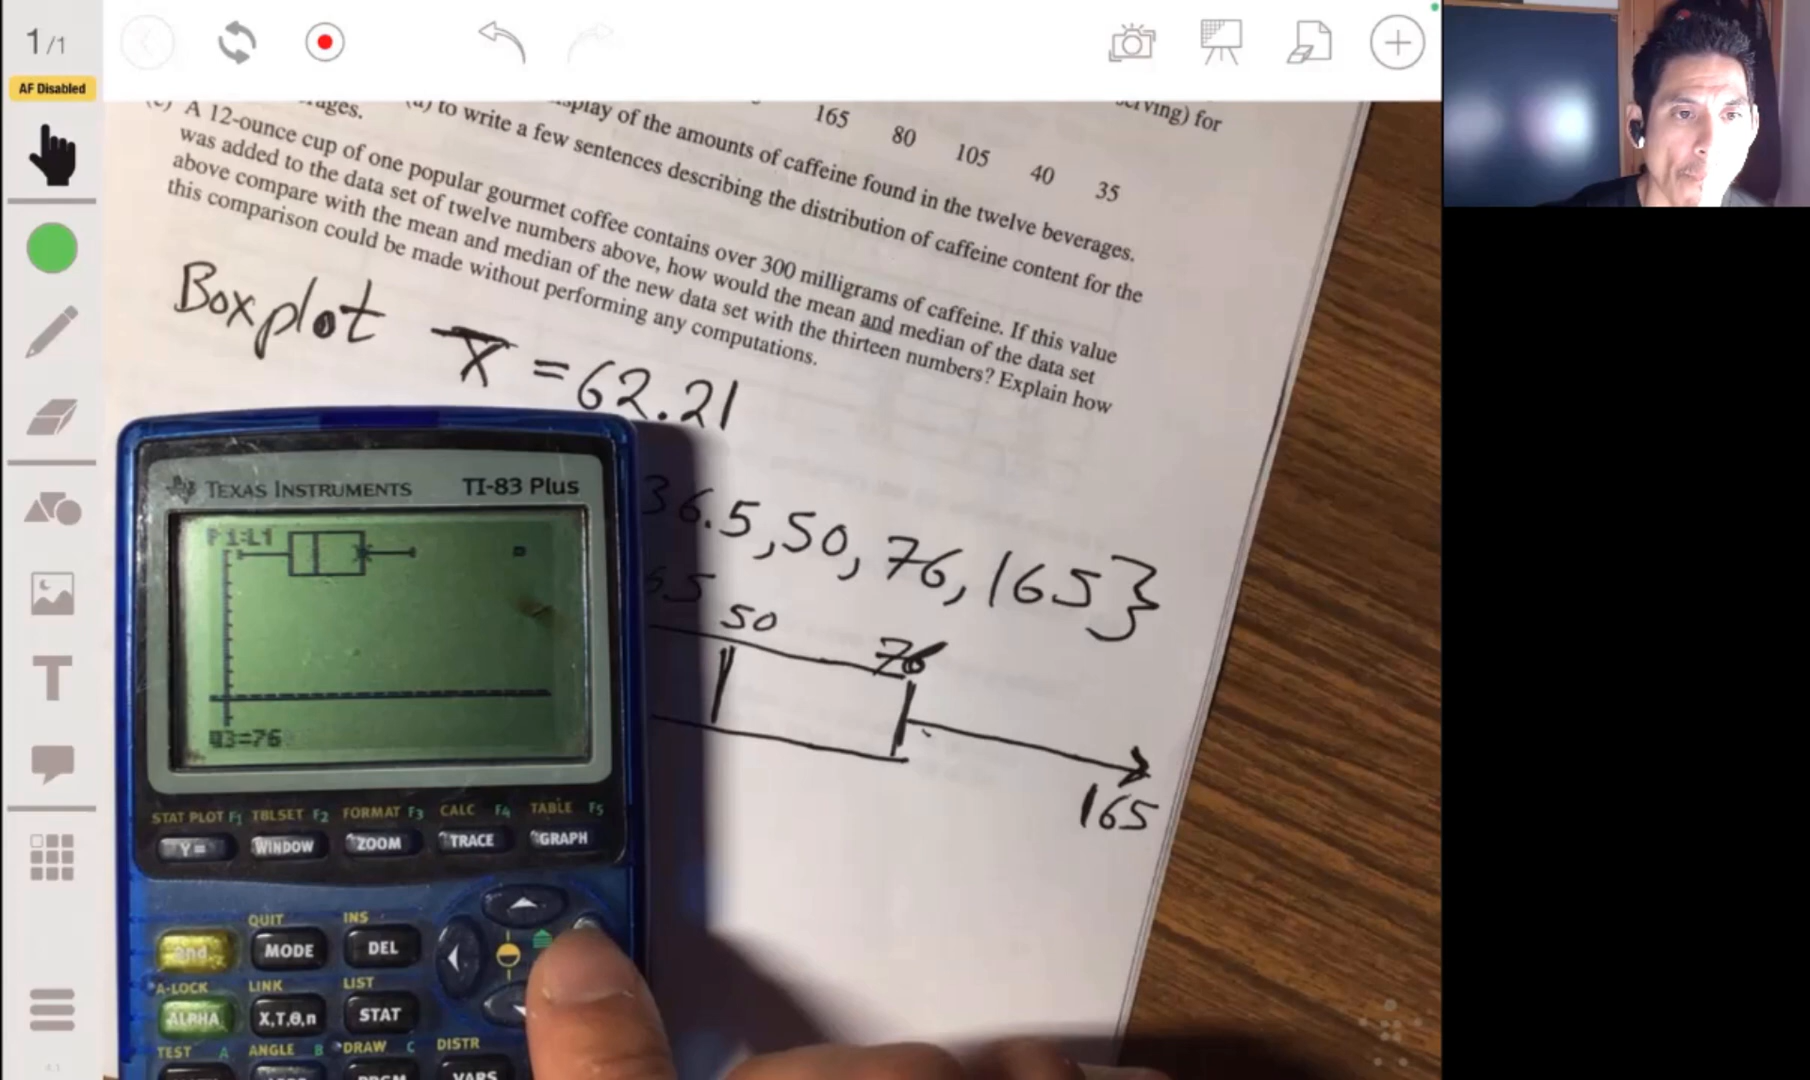 1/1
AF Disabled
serving) for
165 80 105 40 35
display of the amounts of caffeine found in the twelve beverages.
to write a few sentences describing the distribution of caffeine content for the
A 12-ounce cup of one popular gourmet coffee contains over 300 milligrams of caffeine. If this value
was added to the data set of twelve numbers above, how would the mean and median of the data set
above compare with the mean and median of the new data set with the thirteen numbers? Explain how
this comparison could be made without performing any computations.
Boxplot x̄ = 62.21
36.5, 50, 76, 165}
50
76
165
TEXAS INSTRUMENTS TI-83 Plus
P1:L1
Q3=76
STAT PLOT F1 TBLSET F2 FORMAT F3 CALC F4 TABLE F5
Y= WINDOW ZOOM TRACE GRAPH
QUIT INS
2nd MODE DEL
A-LOCK LINK LIST
ALPHA X,T,θ,n STAT
TEST A ANGLE B DRAW C DISTR
VARS
T